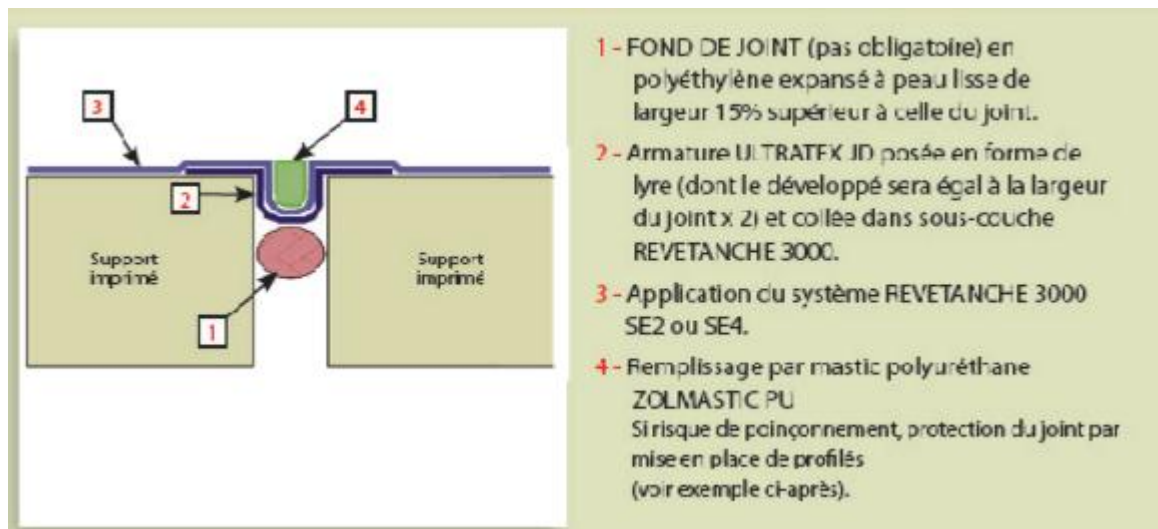 3
4
2
Support
imprimé
Support
imprimé
1
1 - FOND DE JOINT (pas obligatoire) en
polyéthylène expansé à peau lisse de
largeur 15% supérieur à celle du joint.
2 - Armature ULTRATEX JD posée en forme de
lyre (dont le développé sera égal à la largeur
du joint x 2) et collée dans sous-couche
REVETANCHE 3000.
3 - Application du système REVETANCHE 3000
SE2 ou SE4.
4 - Remplissage par mastic polyuréthane
ZOLMASTIC PU
Si risque de poinçonnement, protection du joint par
mise en place de profilés
(voir exemple ci-après).